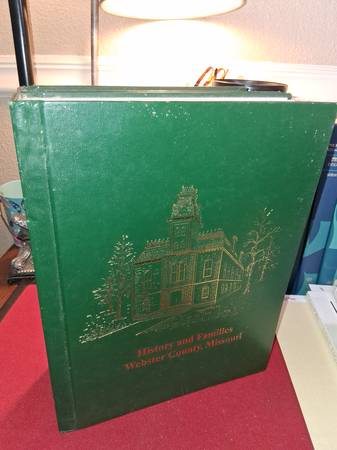 History and Families
Webster County, Missouri